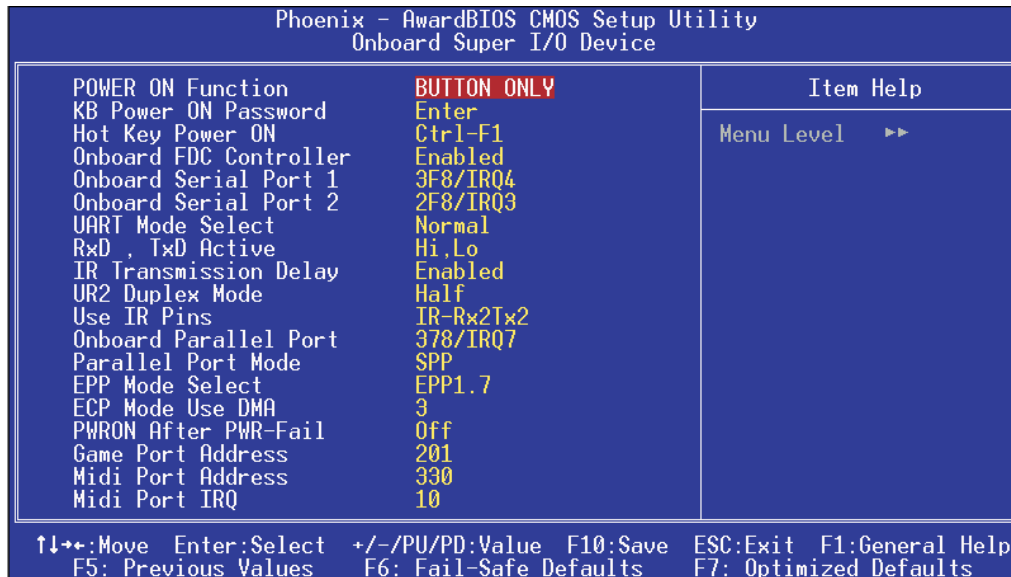 Phoenix - AwardBIOS CMOS Setup Utility
Onboard Super I/O Device
POWER ON Function BUTTON ONLY
KB Power ON Password Enter
Hot Key Power ON Ctrl-F1
Onboard FDC Controller Enabled
Onboard Serial Port 1 3F8/IRQ4
Onboard Serial Port 2 2F8/IRQ3
UART Mode Select Normal
RxD , TxD Active Hi,Lo
IR Transmission Delay Enabled
UR2 Duplex Mode Half
Use IR Pins IR-Rx2Tx2
Onboard Parallel Port 378/IRQ7
Parallel Port Mode SPP
EPP Mode Select EPP1.7
ECP Mode Use DMA 3
PWRON After PWR-Fail Off
Game Port Address 201
Midi Port Address 330
Midi Port IRQ 10
Item Help
Menu Level ▶▶
↑↓→←:Move Enter:Select +/-/PU/PD:Value F10:Save ESC:Exit F1:General Help
F5: Previous Values F6: Fail-Safe Defaults F7: Optimized Defaults